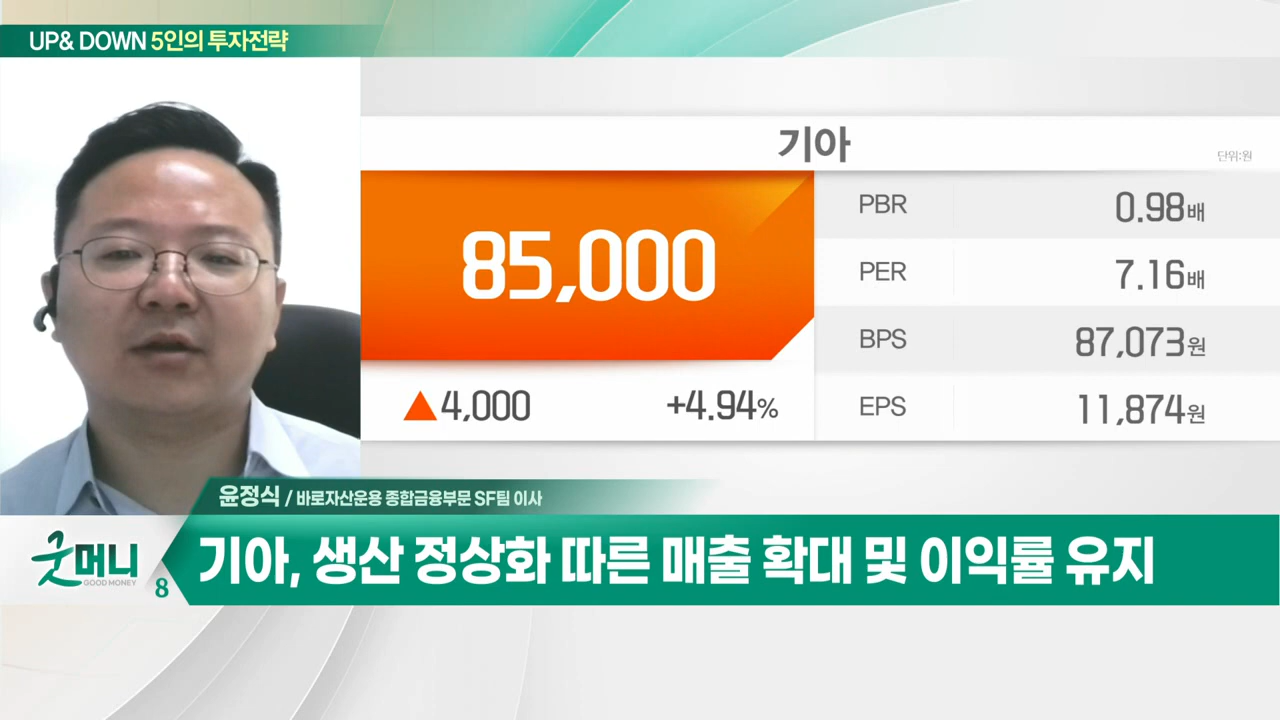 UP& DOWN 5인의 투자전략
기아
단위:원
85,000
▲4,000 +4.94%
PBR 0.98배
PER 7.16배
BPS 87,073원
EPS 11,874원
윤정식 / 바로자산운용 종합금융부문 SF팀 이사
굿머니
GOOD MONEY
8
기아, 생산 정상화 따른 매출 확대 및 이익률 유지